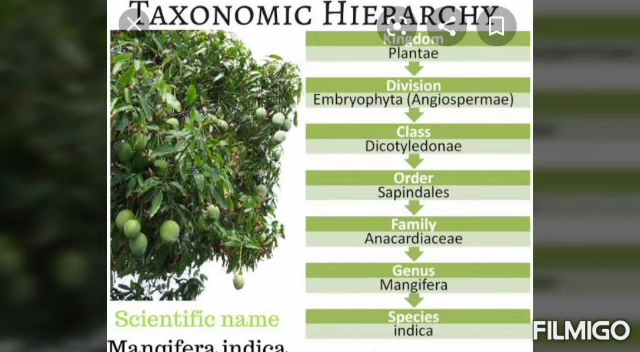 Taxonomic Hierarchy
Kingdom
Plantae
Division
Embryophyta (Angiospermae)
Class
Dicotyledonae
Order
Sapindales
Family
Anacardiaceae
Genus
Mangifera
Species
indica
Scientific name
Mangifera indica
FILMIGO